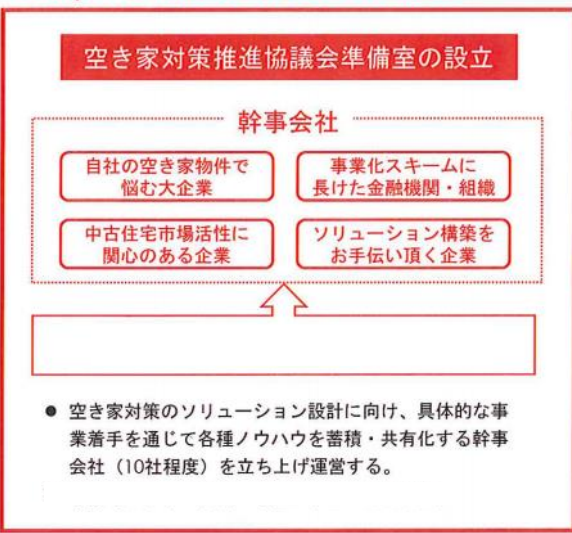 空き家対策推進協議会準備室の設立
幹事会社
自社の空き家物件で
悩む大企業
事業化スキームに
長けた金融機関・組織
中古住宅市場活性に
関心のある企業
ソリューション構築を
お手伝い頂く企業
● 空き家対策のソリューション設計に向け、具体的な事
業着手を通じて各種ノウハウを蓄積・共有化する幹事
会社（10社程度）を立ち上げ運営する。